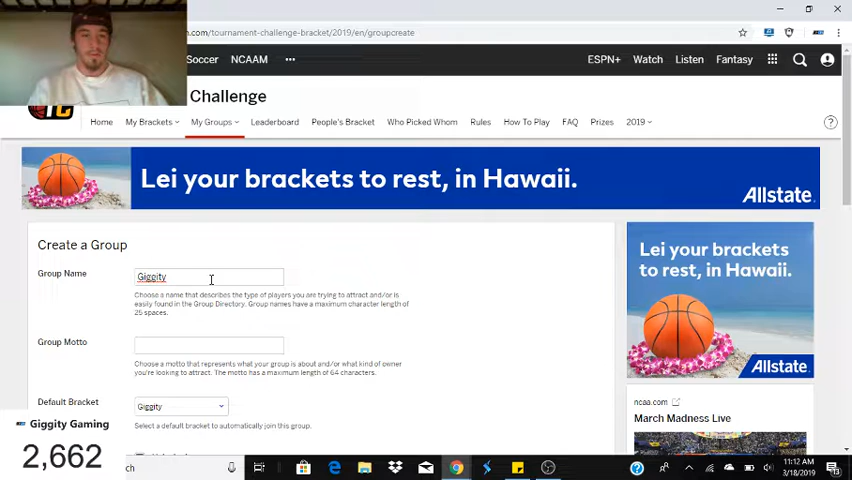 com/tournament-challenge-bracket/2019/en/groupcreate
Soccer NCAAM ••• ESPN+ Watch Listen Fantasy
Challenge
Home My Brackets My Groups Leaderboard People's Bracket Who Picked Whom Rules How To Play FAQ Prizes 2019 ?
Lei your brackets to rest, in Hawaii.
Allstate.
Create a Group
Group Name
Giggity
Choose a name that describes the type of players you are trying to attract and/or is
easily found in the Group Directory. Group names have a maximum character length of
25 spaces.
Group Motto
Choose a motto that represents what your group is about and/or what kind of owner
you're looking to attract. The motto has a maximum length of 64 characters.
Default Bracket
Giggity
Select a default bracket to automatically join this group.
Lei your brackets
to rest, in Hawaii.
Allstate.
ncaa.com
March Madness Live
Giggity Gaming
2,662
ch
11:12 AM
3/18/2019